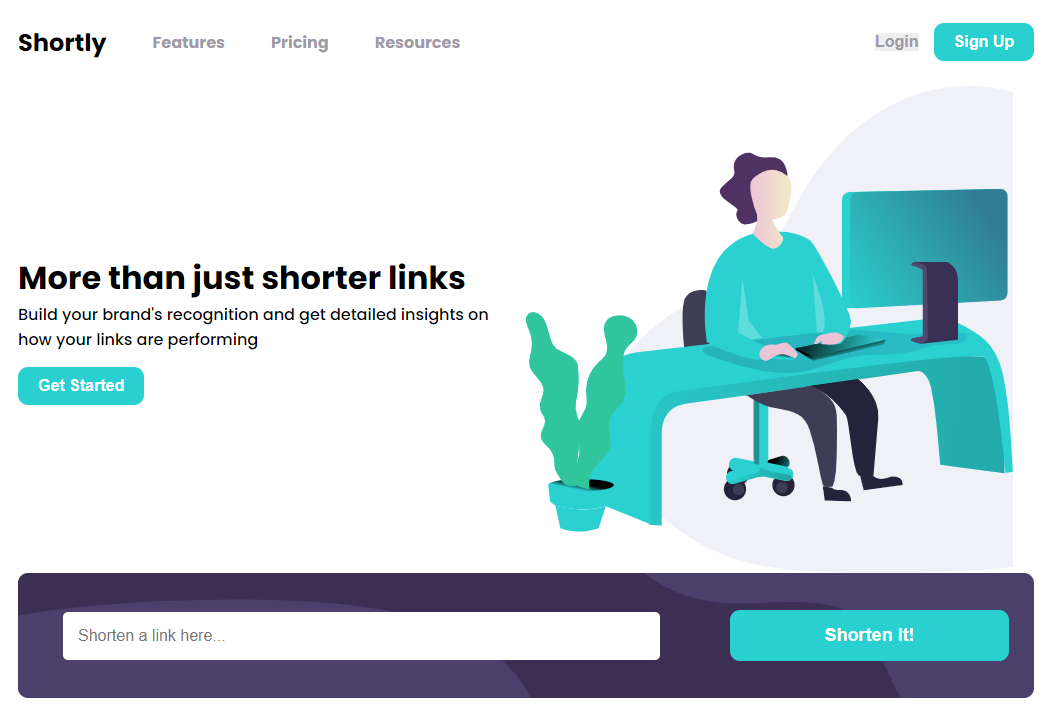 Shortly Features Pricing Resources Login Sign Up
More than just shorter links
Build your brand's recognition and get detailed insights on
how your links are performing
Get Started
Shorten a link here... Shorten It!